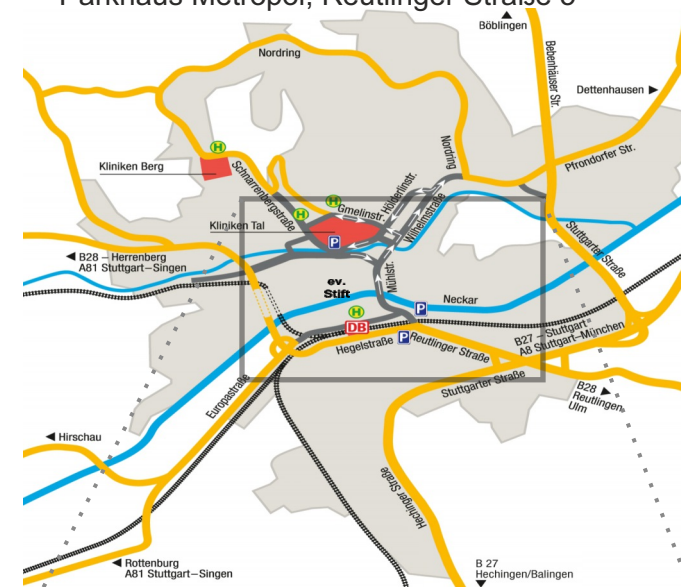 Parkhaus Metropol, Reutlinger Straße
Böblingen
Nordring
Bebenhäuser Str.
Dettenhausen
H
Kliniken Berg
Nordring
Pfrondorfer Str.
Schnarrenbergstraße
H
H
Gmelinstr.
Hölderlinstr.
Wilhelmstraße
Kliniken Tal
P
Stuttgarter Straße
B28 – Herrenberg
A81 Stuttgart–Singen
Mühlstr.
ev.
Stift
Neckar
P
H
DB
Hegelstraße
P
Reutlinger Straße
B27 – Stuttgart
A8 Stuttgart–München
Europastraße
Stuttgarter Straße
B28
Reutlingen
Ulm
Hirschau
Hechinger Straße
Rottenburg
A81 Stuttgart–Singen
B 27
Hechingen/Balingen